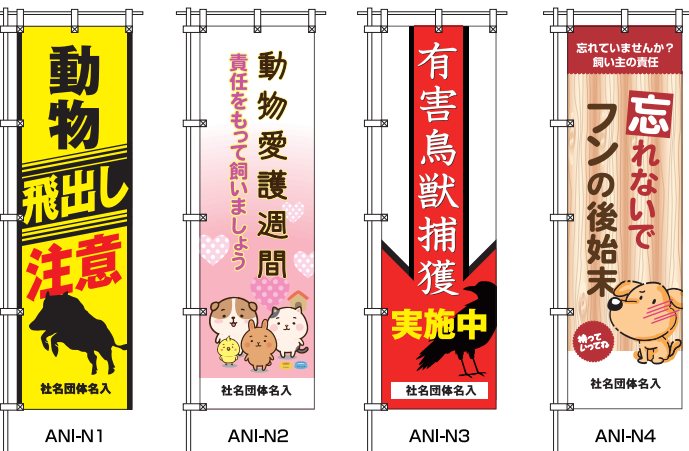 動物
飛出し
注意
社名団体名入
ANI-N1
動物愛護週間
責任をもって飼いましょう
社名団体名入
ANI-N2
有害鳥獣捕獲
実施中
社名団体名入
ANI-N3
忘れていませんか?
飼い主の責任
忘れないで
フンの後始末
持って
いってね
社名団体名入
ANI-N4